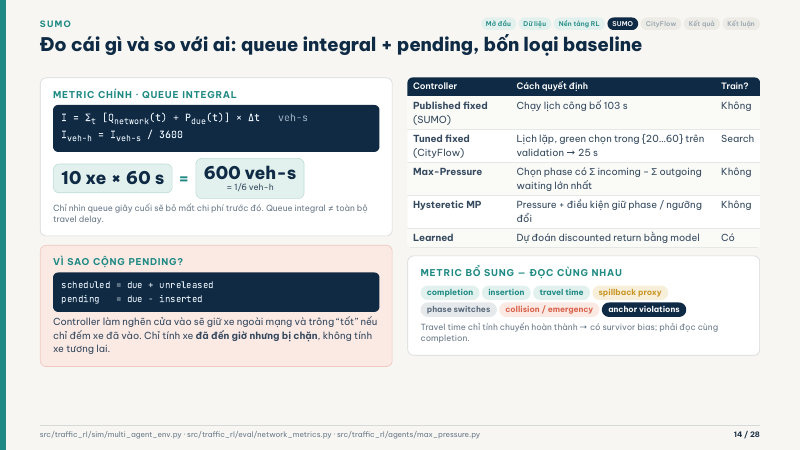 SUMO
Mở đầu Dữ liệu Nền tảng RL SUMO CityFlow Kết quả Kết luận
Đo cái gì và so với ai: queue integral + pending, bốn loại baseline
METRIC CHÍNH · QUEUE INTEGRAL
I = Σt [Qnetwork(t) + Pdue(t)] × Δt veh-s
Iveh-h = Iveh-s / 3600
10 xe × 60 s = 600 veh-s
= 1/6 veh-h
Chỉ nhìn queue giây cuối sẽ bỏ mất chi phí trước đó. Queue integral ≠ toàn bộ
travel delay.
VÌ SAO CỘNG PENDING?
scheduled = due + unreleased
pending = due - inserted
Controller làm nghẽn cửa vào sẽ giữ xe ngoài mạng và trông “tốt” nếu
chỉ đếm xe đã vào. Chỉ tính xe đã đến giờ nhưng bị chặn, không tính
xe tương lai.
Controller Cách quyết định Train?
Published fixed Chạy lịch công bố 103 s Không
(SUMO)
Tuned fixed Lịch lặp, green chọn trong {20…60} trên Search
(CityFlow) validation → 25 s
Max-Pressure Chọn phase có Σ incoming − Σ outgoing Không
waiting lớn nhất
Hysteretic MP Pressure + điều kiện giữ phase / ngưỡng Không
đổi
Learned Dự đoán discounted return bằng model Có
METRIC BỔ SUNG — ĐỌC CÙNG NHAU
completion insertion travel time spillback proxy
phase switches collision / emergency anchor violations
Travel time chỉ tính chuyến hoàn thành → có survivor bias; phải đọc cùng
completion.
src/traffic_rl/sim/multi_agent_env.py · src/traffic_rl/eval/network_metrics.py · src/traffic_rl/agents/max_pressure.py
14 / 28